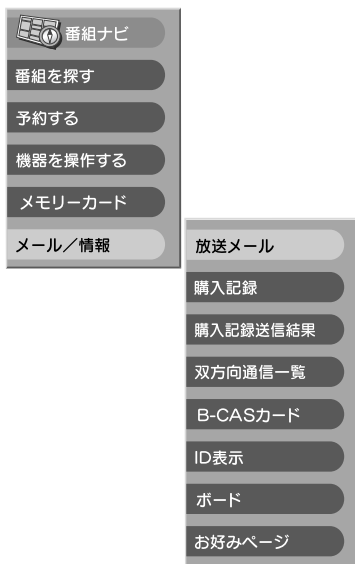 番組ナビ
番組を探す
予約する
機器を操作する
メモリーカード
メール／情報
放送メール
購入記録
購入記録送信結果
双方向通信一覧
B-CASカード
ID表示
ボード
お好みページ